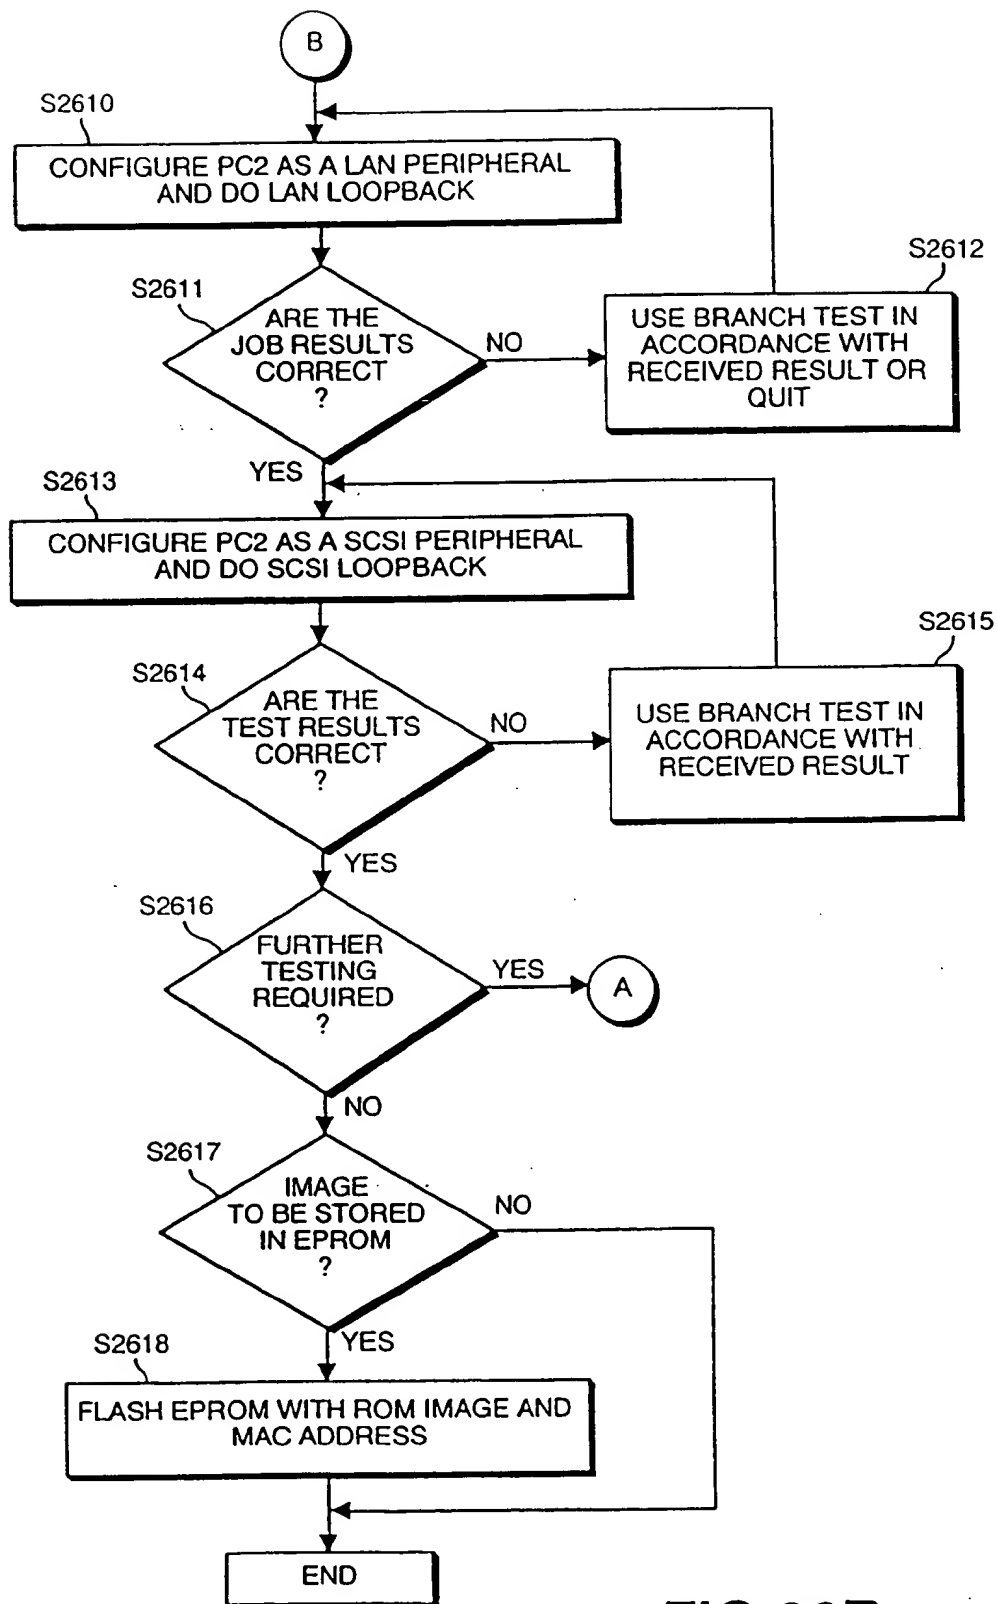 B
S2610
CONFIGURE PC2 AS A LAN PERIPHERAL
AND DO LAN LOOPBACK
S2611
ARE THE
JOB RESULTS
CORRECT
?
NO
S2612
USE BRANCH TEST IN
ACCORDANCE WITH
RECEIVED RESULT OR
QUIT
YES
S2613
CONFIGURE PC2 AS A SCSI PERIPHERAL
AND DO SCSI LOOPBACK
S2614
ARE THE
TEST RESULTS
CORRECT
?
NO
S2615
USE BRANCH TEST IN
ACCORDANCE WITH
RECEIVED RESULT
YES
S2616
FURTHER
TESTING
REQUIRED
?
YES
A
NO
S2617
IMAGE
TO BE STORED
IN EPROM
?
NO
YES
S2618
FLASH EPROM WITH ROM IMAGE AND
MAC ADDRESS
END